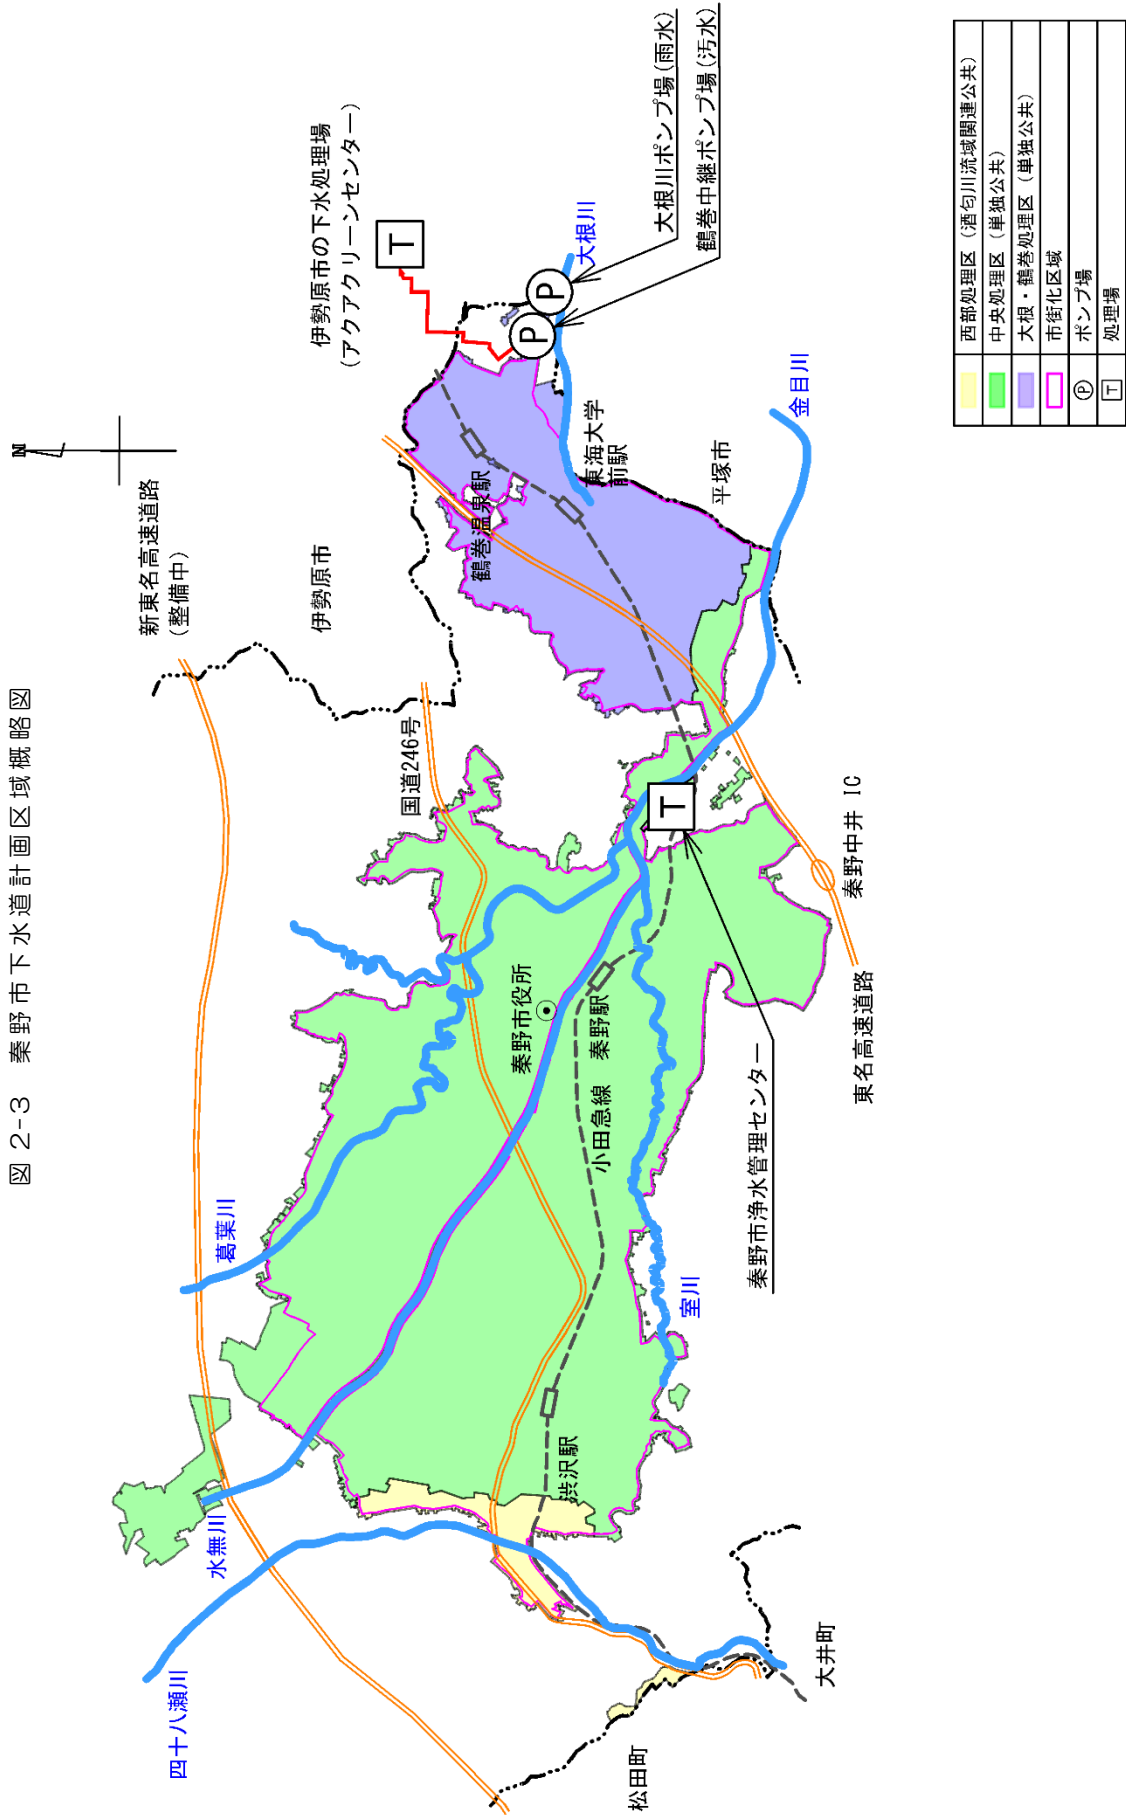 図 2-3 秦野市下水道計画区域概略図
N
新東名高速道路
(整備中)
伊勢原市
伊勢原市の下水処理場
(アクアクリーンセンター)
T
国道246号
鶴巻温泉駅
東海大学
前駅
P
P
大根川
大根川ポンプ場(雨水)
鶴巻中継ポンプ場(汚水)
平塚市
金目川
葛葉川
水無川
四十八瀬川
秦野市役所
小田急線
秦野駅
渋沢駅
室川
T
秦野市浄水管理センター
秦野中井 IC
東名高速道路
松田町
大井町
西部処理区 (酒匂川流域関連公共)
中央処理区 (単独公共)
大根・鶴巻処理区 (単独公共)
市街化区域
P ポンプ場
T 処理場